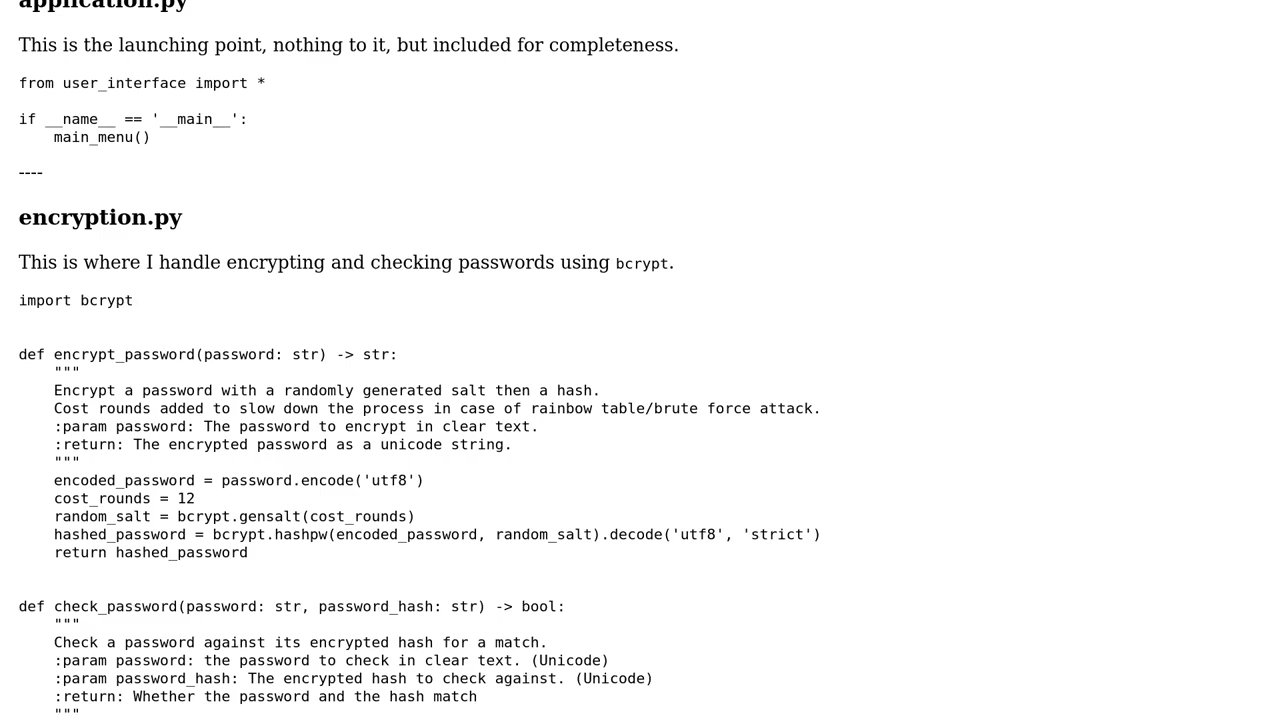 application.py
This is the launching point, nothing to it, but included for completeness.
from user_interface import *
if __name__ == '__main__':
    main_menu()
----
encryption.py
This is where I handle encrypting and checking passwords using bcrypt.
import bcrypt
def encrypt_password(password: str) -> str:
    """
    Encrypt a password with a randomly generated salt then a hash.
    Cost rounds added to slow down the process in case of rainbow table/brute force attack.
    :param password: The password to encrypt in clear text.
    :return: The encrypted password as a unicode string.
    """
    encoded_password = password.encode('utf8')
    cost_rounds = 12
    random_salt = bcrypt.gensalt(cost_rounds)
    hashed_password = bcrypt.hashpw(encoded_password, random_salt).decode('utf8', 'strict')
    return hashed_password
def check_password(password: str, password_hash: str) -> bool:
    """
    Check a password against its encrypted hash for a match.
    :param password: the password to check in clear text. (Unicode)
    :param password_hash: The encrypted hash to check against. (Unicode)
    :return: Whether the password and the hash match
    """